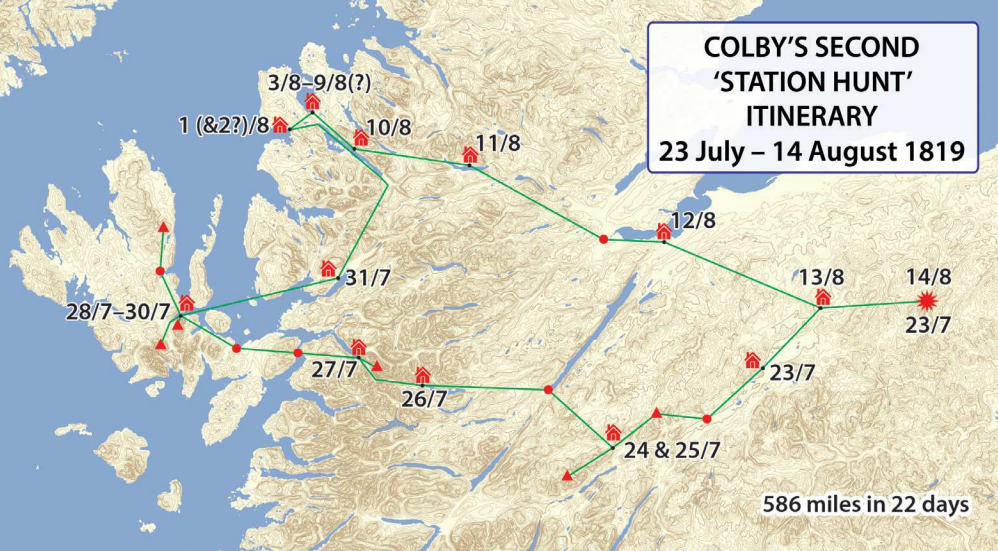 COLBY'S SECOND
'STATION HUNT'
ITINERARY
23 July – 14 August 1819
3/8–9/8(?)
1 (&2?)/8
10/8
11/8
12/8
31/7
13/8
14/8
23/7
28/7–30/7
27/7
26/7
23/7
24 & 25/7
586 miles in 22 days